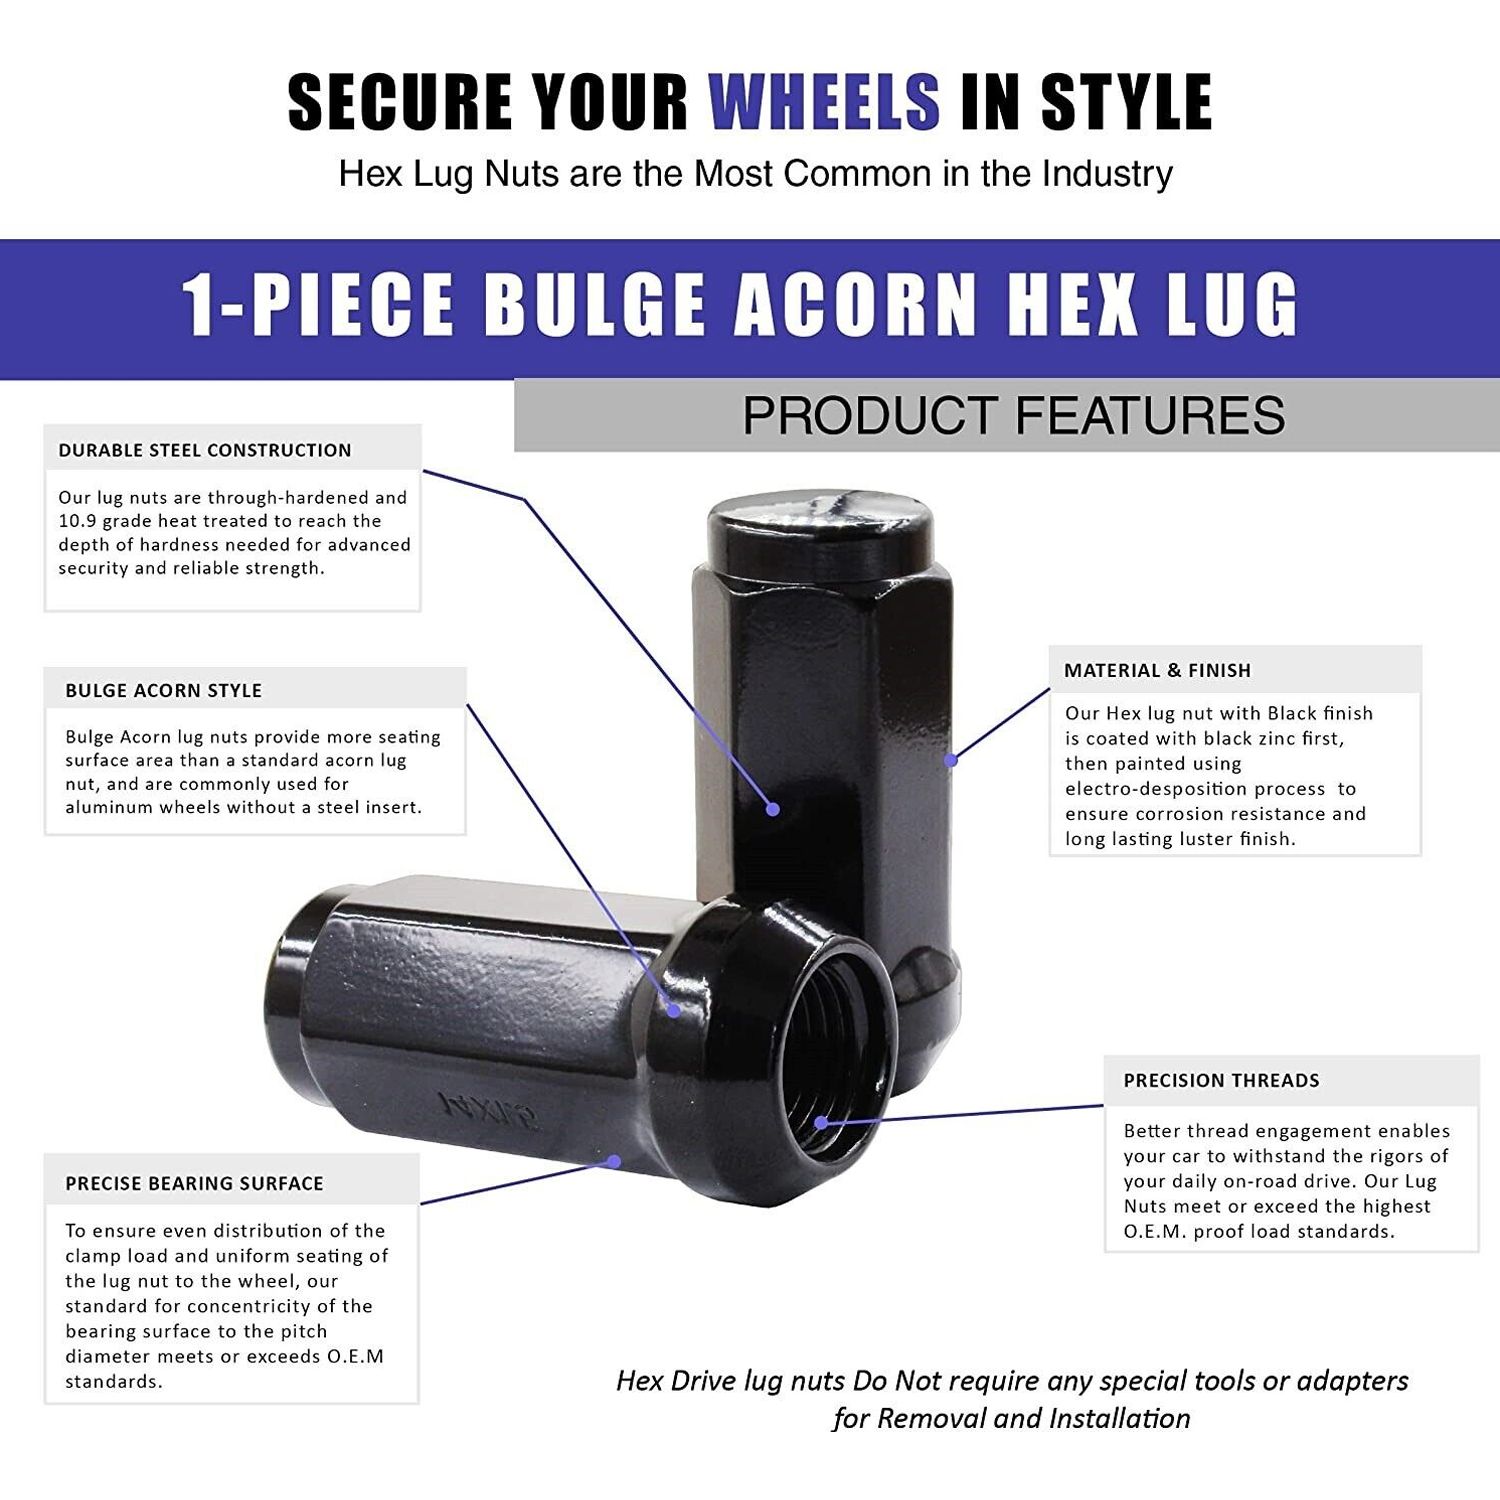 SECURE YOUR WHEELS IN STYLE
Hex Lug Nuts are the Most Common in the Industry
1-PIECE BULGE ACORN HEX LUG
PRODUCT FEATURES
DURABLE STEEL CONSTRUCTION
Our lug nuts are through-hardened and
10.9 grade heat treated to reach the
depth of hardness needed for advanced
security and reliable strength.
BULGE ACORN STYLE
Bulge Acorn lug nuts provide more seating
surface area than a standard acorn lug
nut, and are commonly used for
aluminum wheels without a steel insert.
MATERIAL & FINISH
Our Hex lug nut with Black finish
is coated with black zinc first,
then painted using
electro-desposition process to
ensure corrosion resistance and
long lasting luster finish.
14X1.5
PRECISION THREADS
Better thread engagement enables
your car to withstand the rigors of
your daily on-road drive. Our Lug
Nuts meet or exceed the highest
O.E.M. proof load standards.
PRECISE BEARING SURFACE
To ensure even distribution of the
clamp load and uniform seating of
the lug nut to the wheel, our
standard for concentricity of the
bearing surface to the pitch
diameter meets or exceeds O.E.M
standards.
Hex Drive lug nuts Do Not require any special tools or adapters
for Removal and Installation